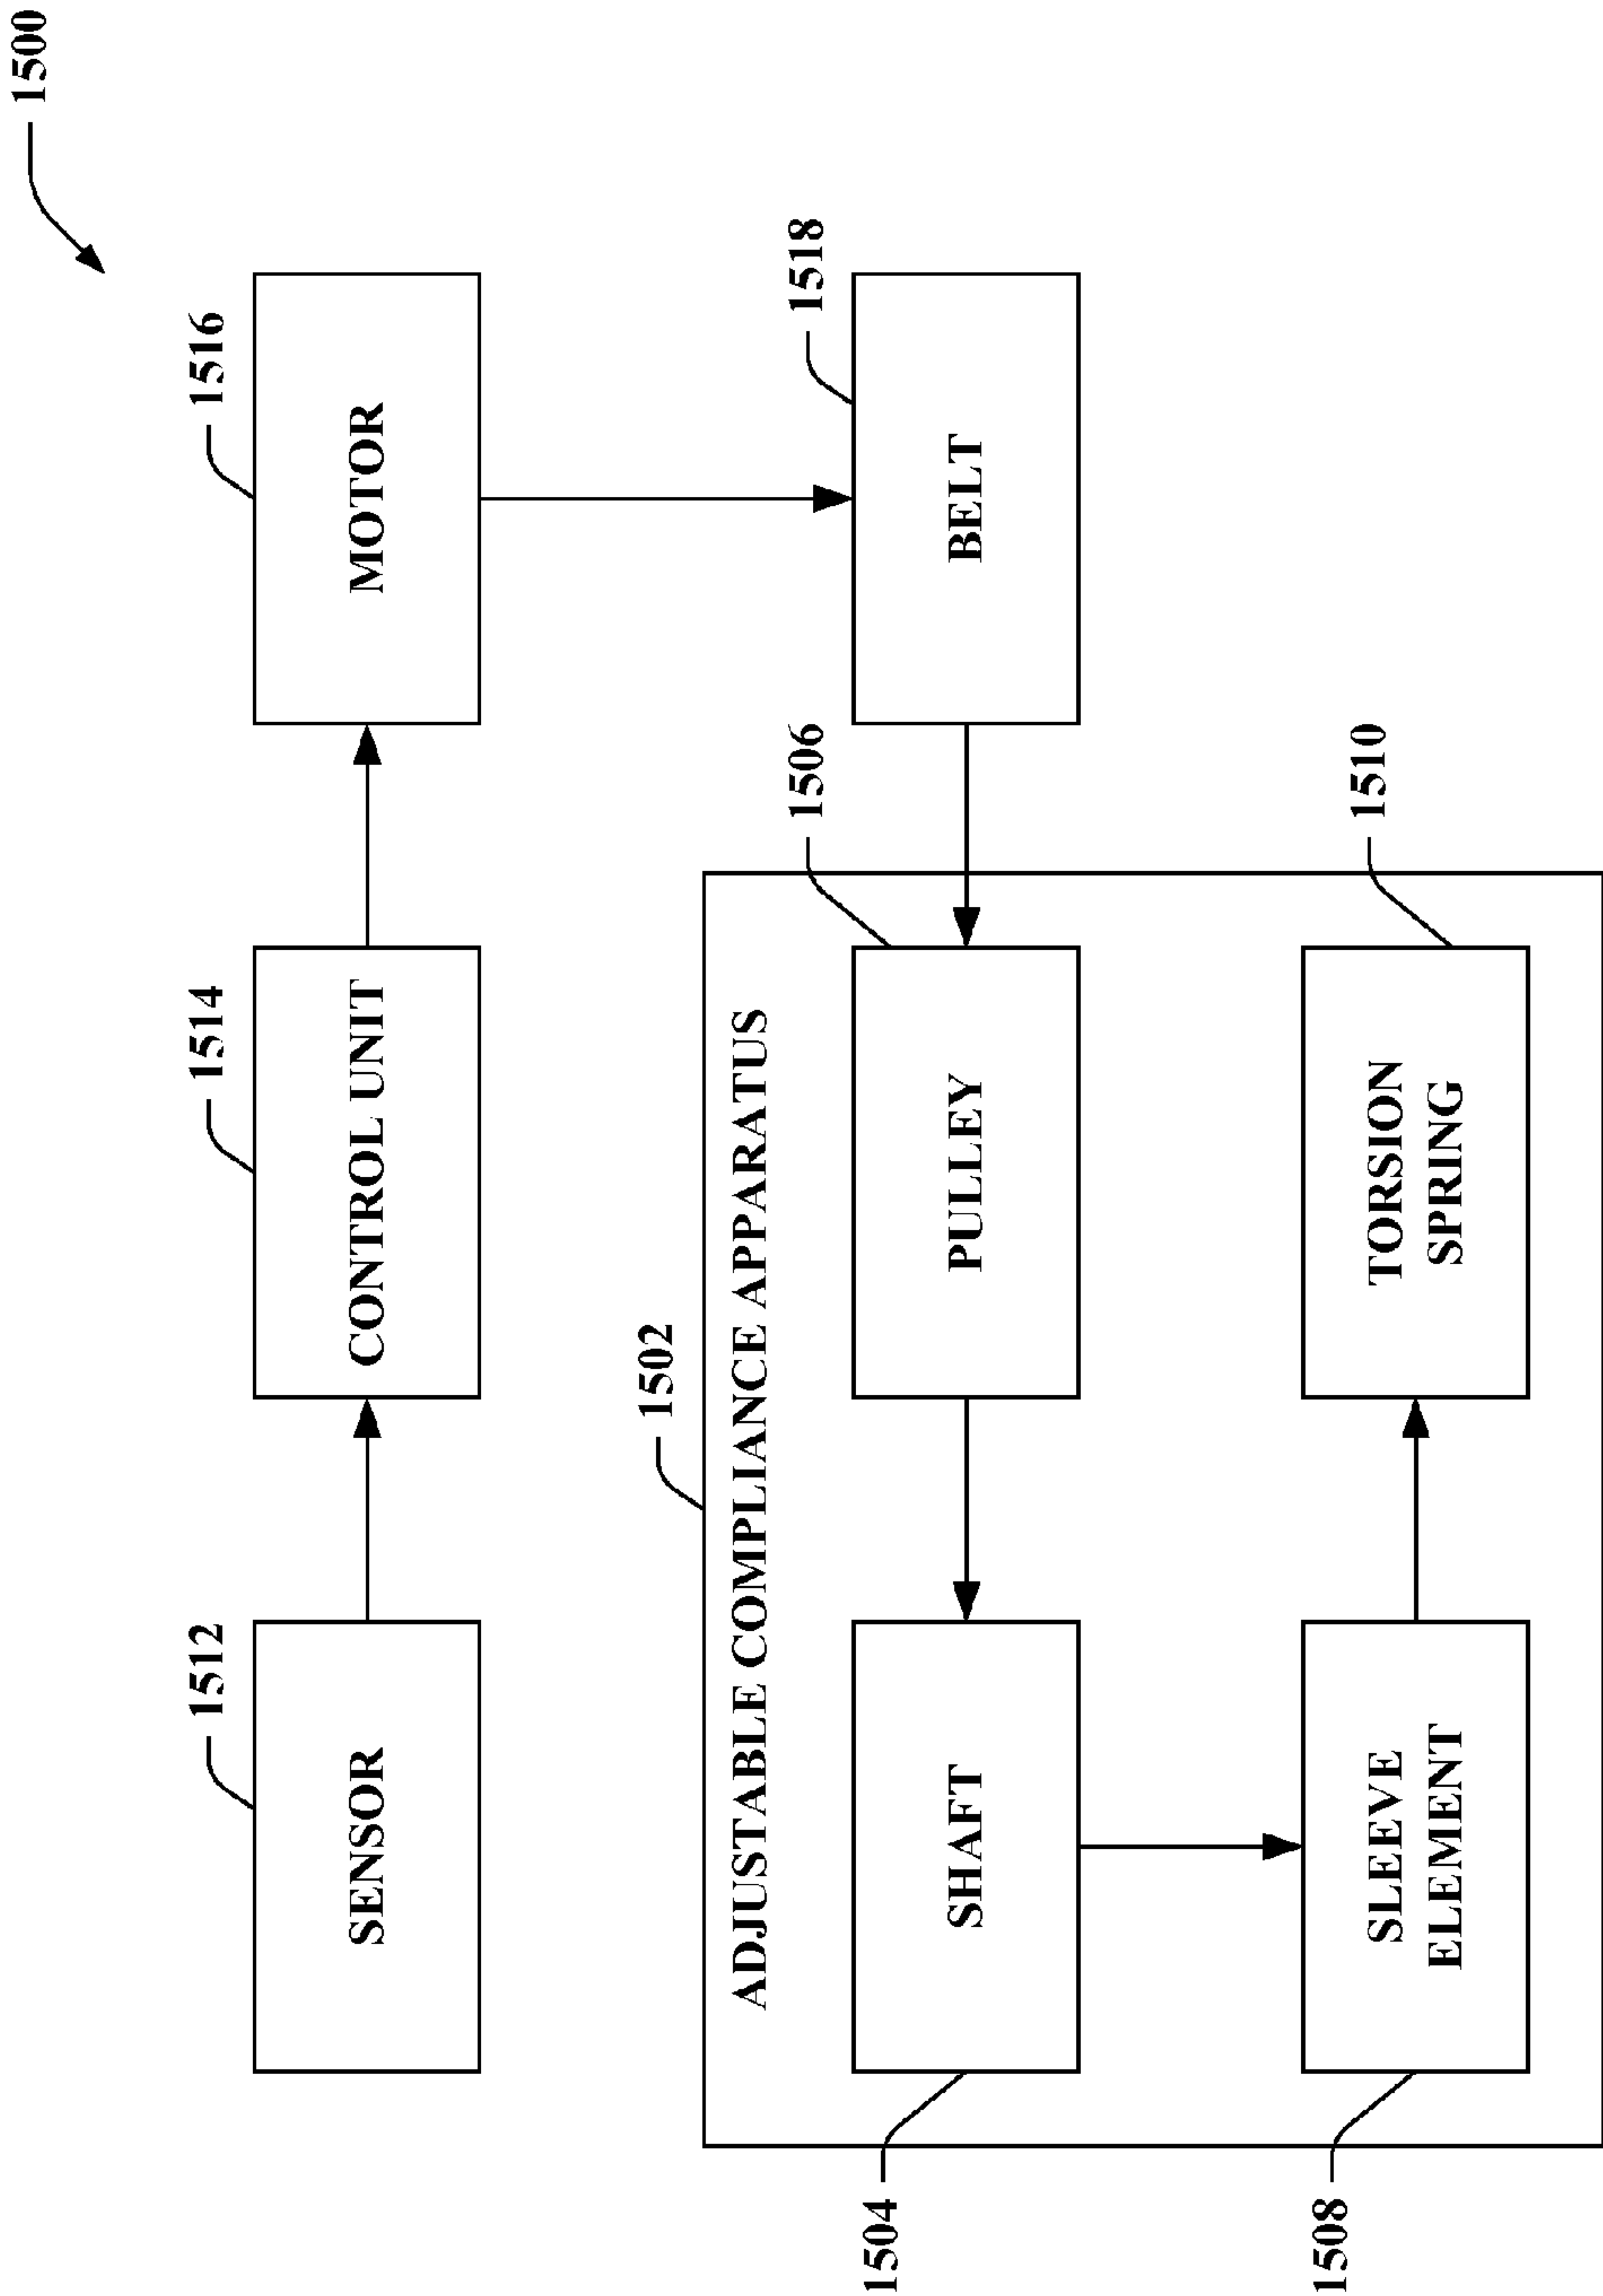 1500
1512
1514
1516
SENSOR
CONTROL UNIT
MOTOR
1502
ADJUSTABLE COMPLIANCE APPARATUS
1504
1506
1518
SHAFT
PULLEY
BELT
1508
1510
SLEEVE
ELEMENT
TORSION
SPRING